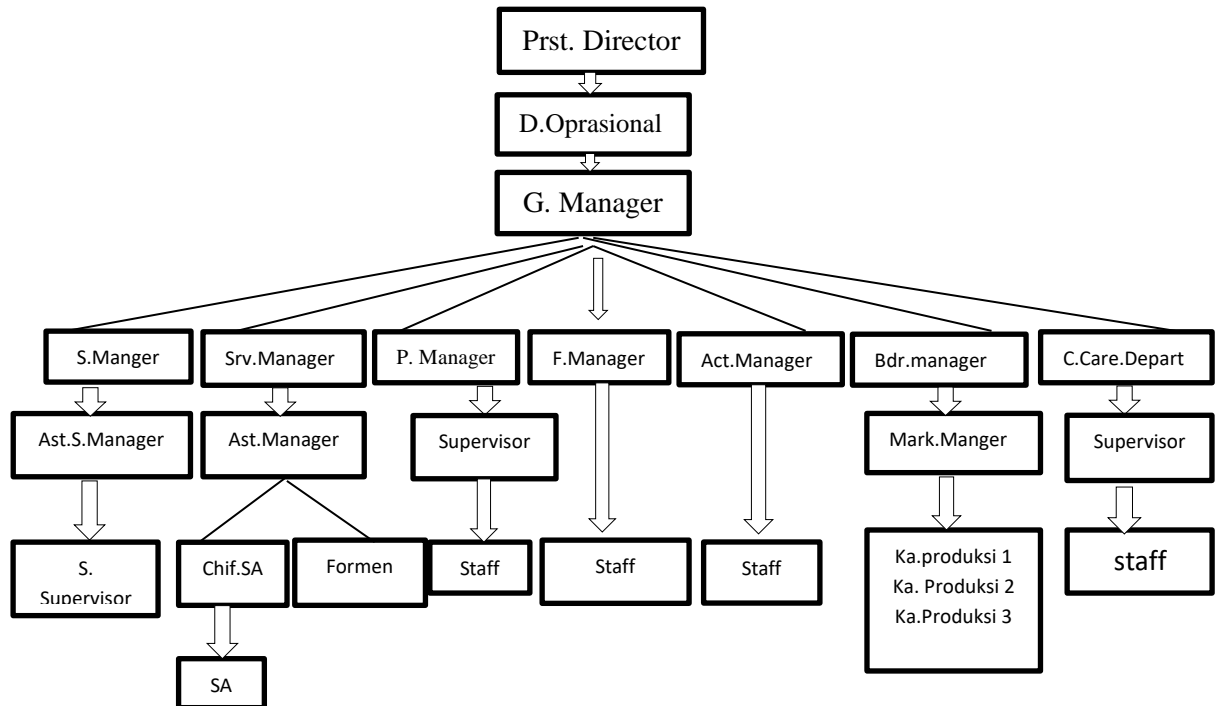 Prst. Director
D.Oprasional
G. Manager
S.Manger
Srv.Manager
P. Manager
F.Manager
Act.Manager
Bdr.manager
C.Care.Depart
Ast.S.Manager
Ast.Manager
Supervisor
Mark.Manger
Supervisor
S.
Supervisor
Chif.SA
Formen
Staff
Staff
Staff
Ka.produksi 1
Ka. Produksi 2
Ka.Produksi 3
staff
SA